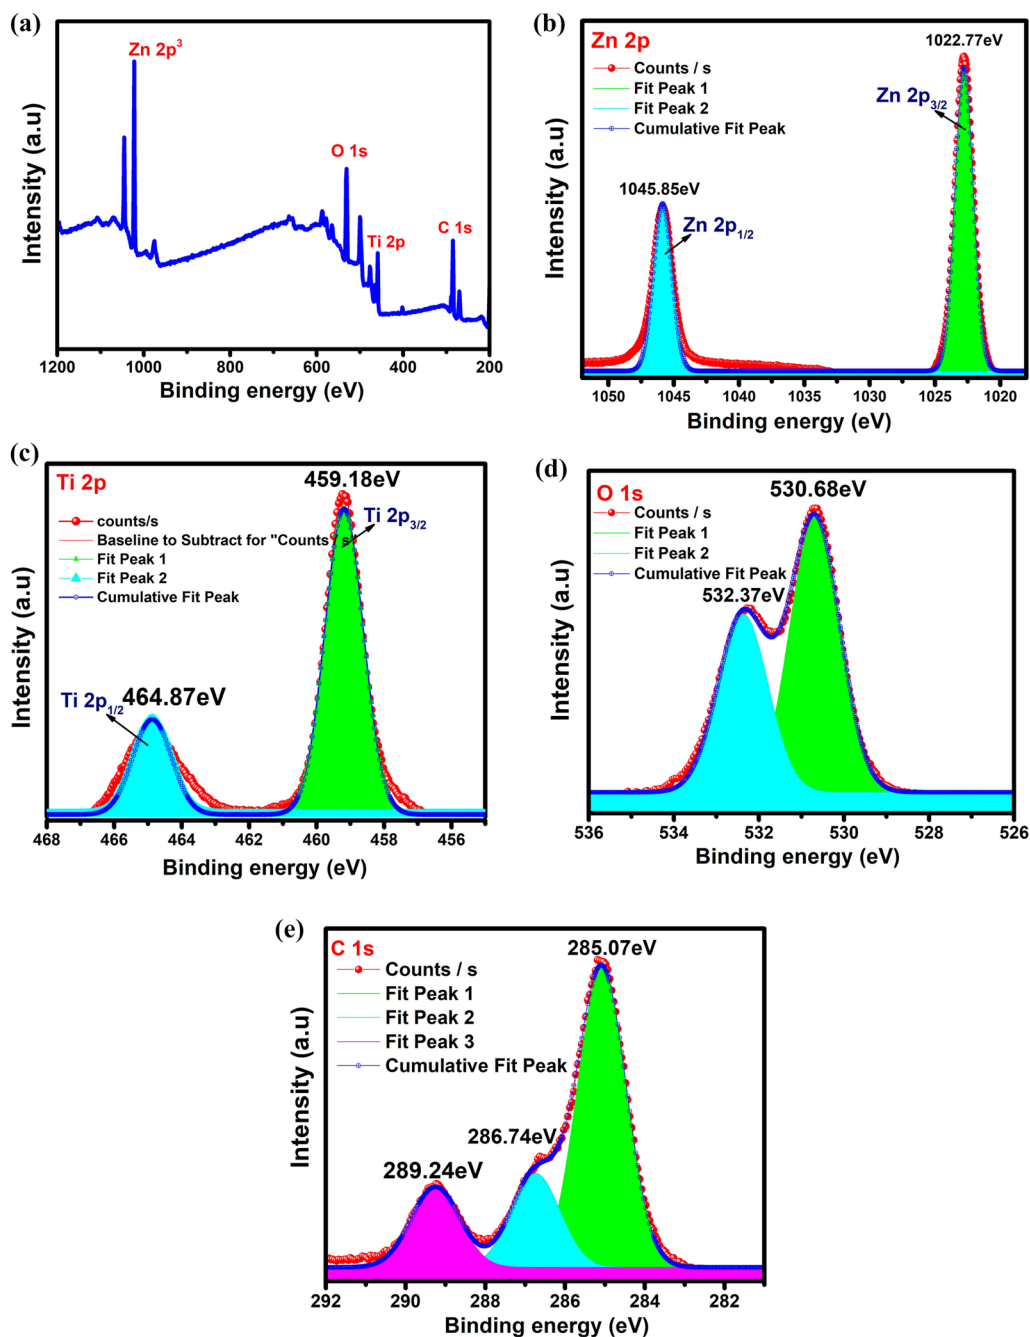 (a)
Zn 2p³
O 1s
Ti 2p
C 1s
Intensity (a.u)
1200 1000 800 600 400 200
Binding energy (eV)
(b)
Zn 2p
1022.77eV
Counts / s
Fit Peak 1
Fit Peak 2
Cumulative Fit Peak
Zn 2p3/2
1045.85eV
Zn 2p1/2
Intensity (a.u)
1050 1045 1040 1035 1030 1025 1020
Binding energy (eV)
(c)
Ti 2p
459.18eV
Ti 2p3/2
counts/s
Baseline to Subtract for "Counts / s"
Fit Peak 1
Fit Peak 2
Cumulative Fit Peak
Ti 2p1/2
464.87eV
Intensity (a.u)
468 466 464 462 460 458 456
Binding energy (eV)
(d)
O 1s
530.68eV
Counts / s
Fit Peak 1
Fit Peak 2
Cumulative Fit Peak
532.37eV
Intensity (a.u)
536 534 532 530 528 526
Binding energy (eV)
(e)
C 1s
285.07eV
Counts / s
Fit Peak 1
Fit Peak 2
Fit Peak 3
Cumulative Fit Peak
286.74eV
289.24eV
Intensity (a.u)
292 290 288 286 284 282
Binding energy (eV)